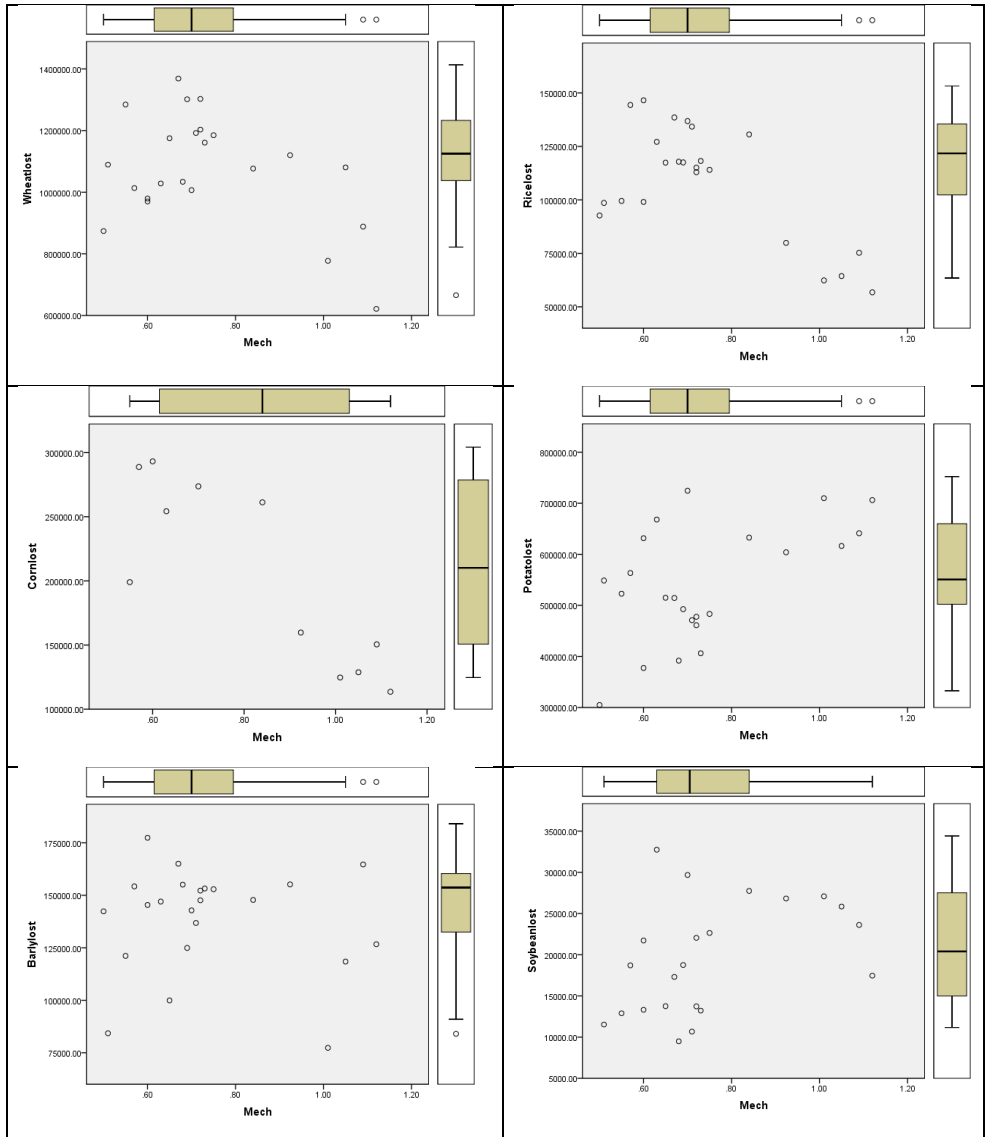 1400000.00
1200000.00
1000000.00
800000.00
600000.00
Wheatlost
.60 .80 1.00 1.20
Mech
150000.00
125000.00
100000.00
75000.00
50000.00
Ricelost
.60 .80 1.00 1.20
Mech
300000.00
250000.00
200000.00
150000.00
100000.00
Cornlost
.60 .80 1.00 1.20
Mech
800000.00
700000.00
600000.00
500000.00
400000.00
300000.00
Potatolost
.60 .80 1.00 1.20
Mech
175000.00
150000.00
125000.00
100000.00
75000.00
Barlylost
.60 .80 1.00 1.20
Mech
35000.00
30000.00
25000.00
20000.00
15000.00
10000.00
5000.00
Soybeanlost
.60 .80 1.00 1.20
Mech